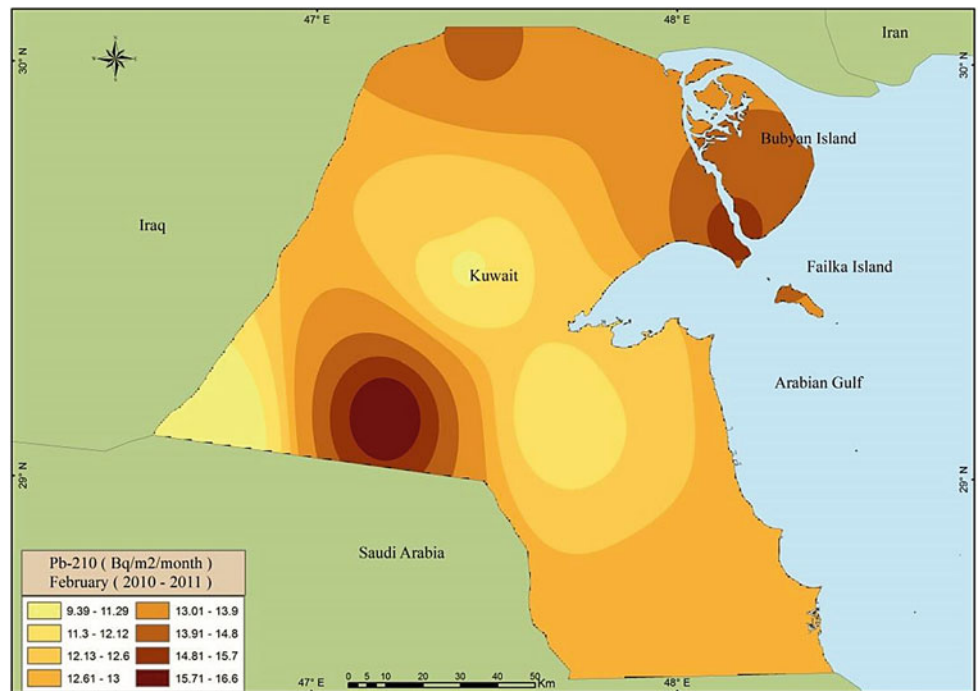 47° E
48° E
Iran
30° N
30° N
Bubyan Island
Iraq
Failka Island
Kuwait
Arabian Gulf
29° N
29° N
Saudi Arabia
Pb-210 ( Bq/m2/month )
February ( 2010 - 2011 )
9.39 - 11.29
13.01 - 13.9
11.3 - 12.12
13.91 - 14.8
12.13 - 12.6
14.81 - 15.7
12.61 - 13
15.71 - 16.6
47° E
48° E
0 5 10 20 30 40 50
Km